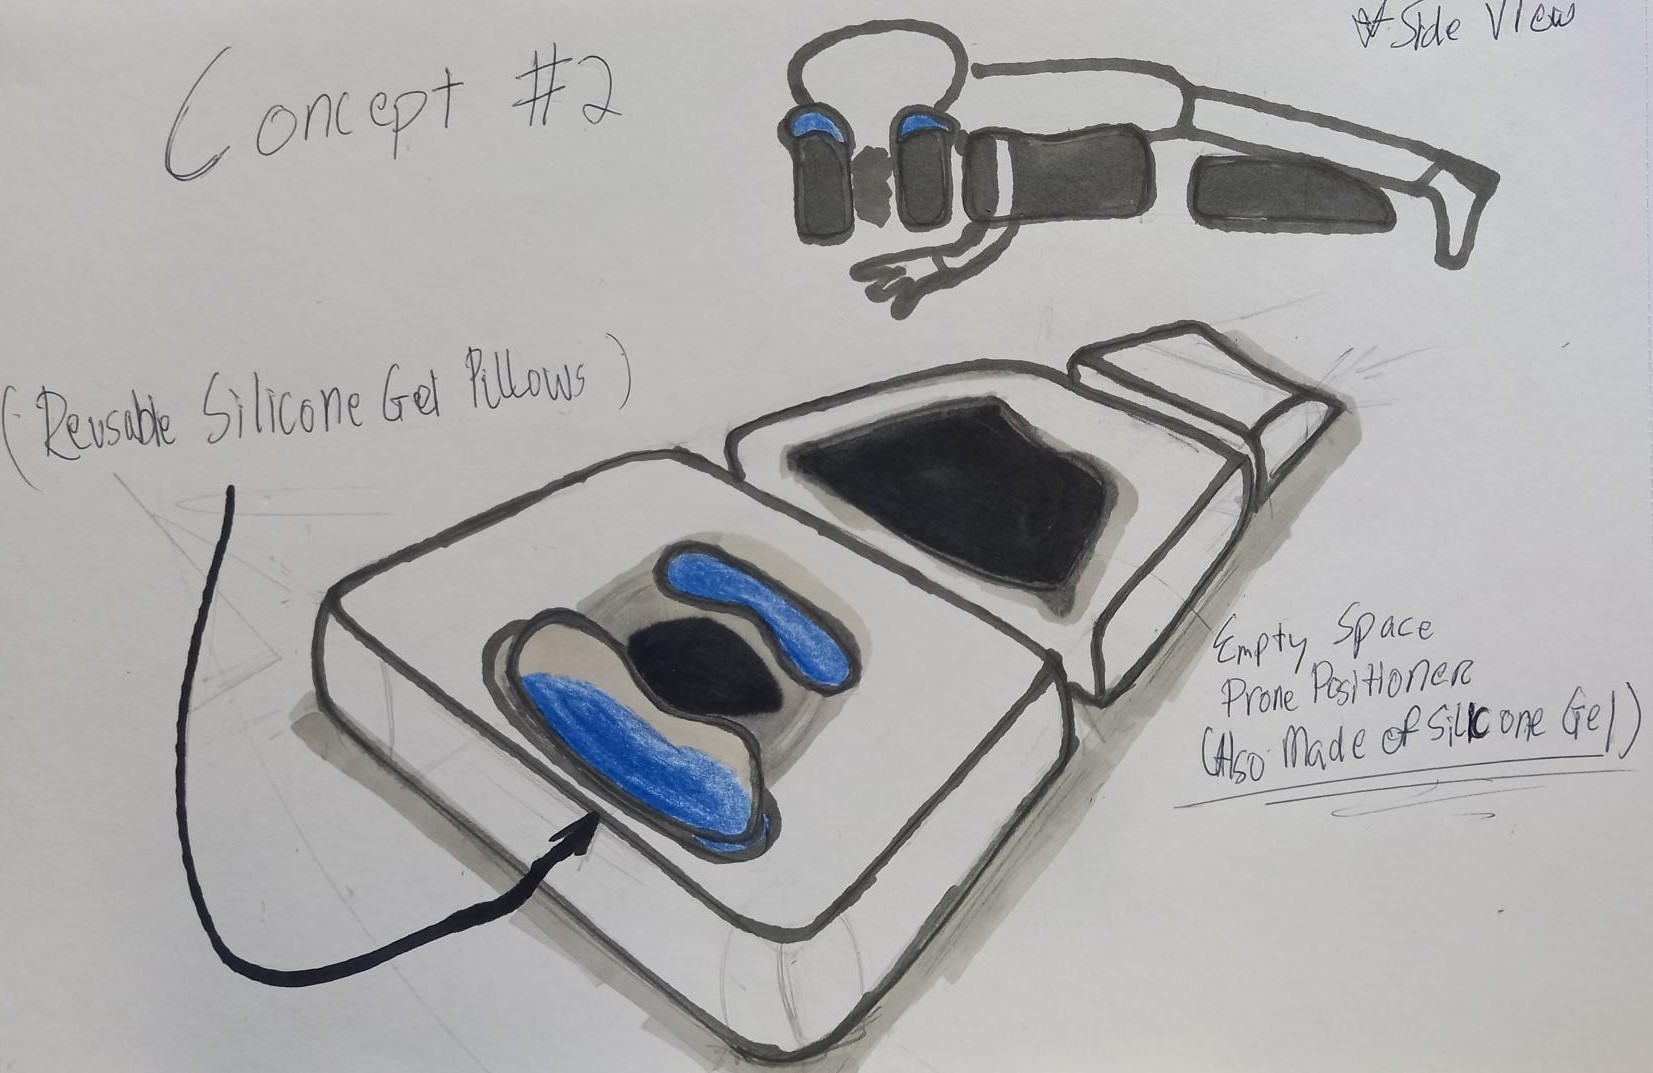 * Side View
Concept #2
(Reusable Silicone Gel Pillows)
Empty Space
Prone Positioner
(Also Made of Silicone Gel)